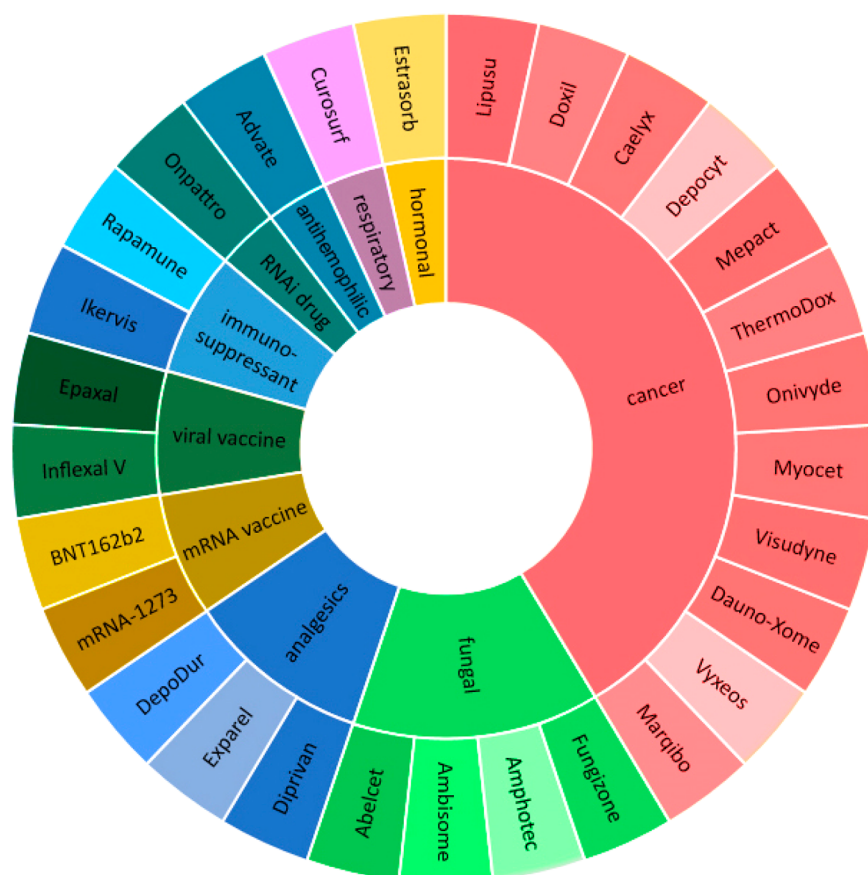 Lipusu
Doxil
Caelyx
Depocyt
Mepact
ThermoDox
Onivyde
Myocet
Visudyne
Dauno-Xome
Vyxeos
Marqibo
Fungizone
Amphotec
Ambisome
Abelcet
Diprivan
Exparel
DepoDur
mRNA-1273
BNT162b2
Inflexal V
Epaxal
Ikervis
Rapamune
Onpattro
Advate
Curosurf
Estrasorb
cancer
fungal
analgesics
mRNA vaccine
viral vaccine
immuno-
suppressant
RNAi drug
antihemophilic
respiratory
hormonal